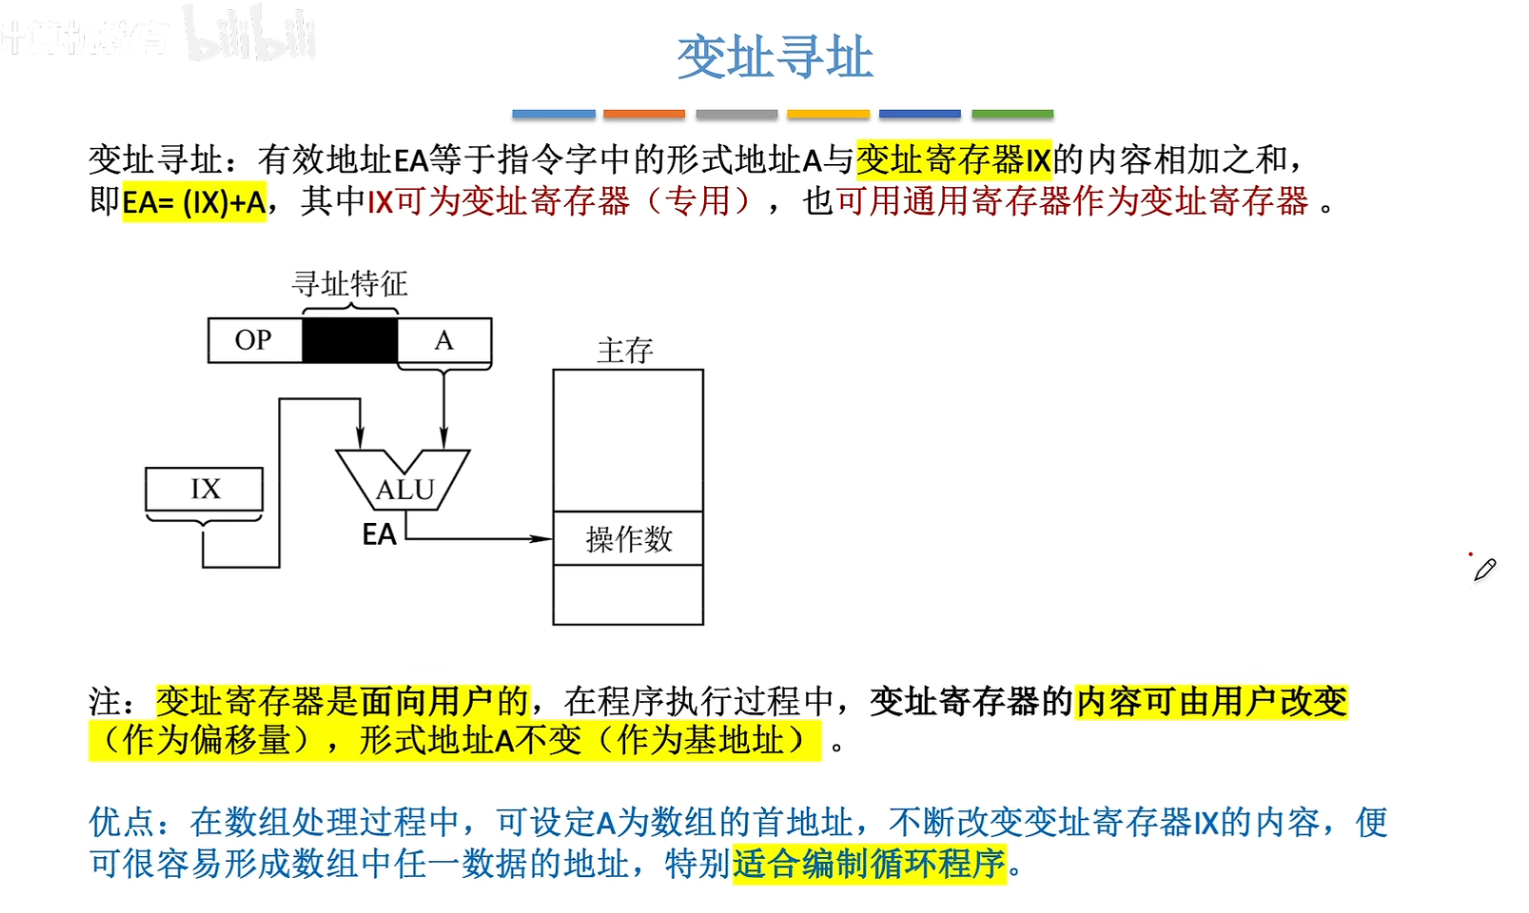 计算机教育 bilibili
变址寻址
变址寻址：有效地址EA等于指令字中的形式地址A与变址寄存器IX的内容相加之和，
即EA= (IX)+A，其中IX可为变址寄存器（专用），也可用通用寄存器作为变址寄存器 。
寻址特征
OP
A
主存
IX
ALU
EA
操作数
注：变址寄存器是面向用户的，在程序执行过程中，变址寄存器的内容可由用户改变
（作为偏移量），形式地址A不变（作为基地址） 。
优点：在数组处理过程中，可设定A为数组的首地址，不断改变变址寄存器IX的内容，便
可很容易形成数组中任一数据的地址，特别适合编制循环程序。